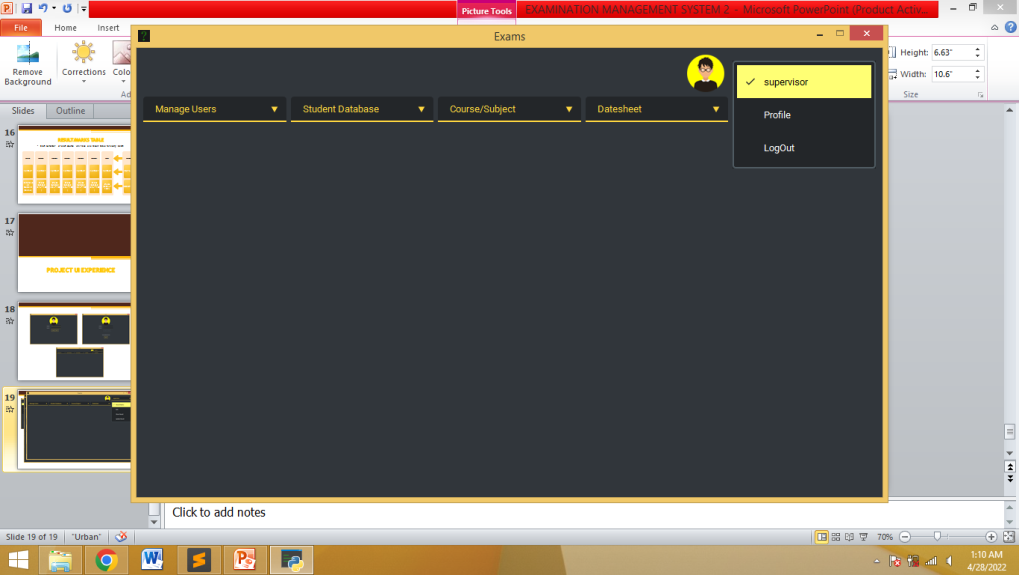 Picture Tools
EXAMINATION MANAGEMENT SYSTEM 2 - Microsoft PowerPoint (Product Activ...
File
Home
Insert
Remove
Background
Corrections
Colo
Ad
Height: 6.63"
Width: 10.6"
Size
Slides
Outline
Exams
supervisor
Profile
LogOut
Manage Users
Student Database
Course/Subject
Datesheet
16
17
PROJECT UI EXPERIENCE
18
19
Click to add notes
Slide 19 of 19
"Urban"
70%
1:10 AM
4/28/2022